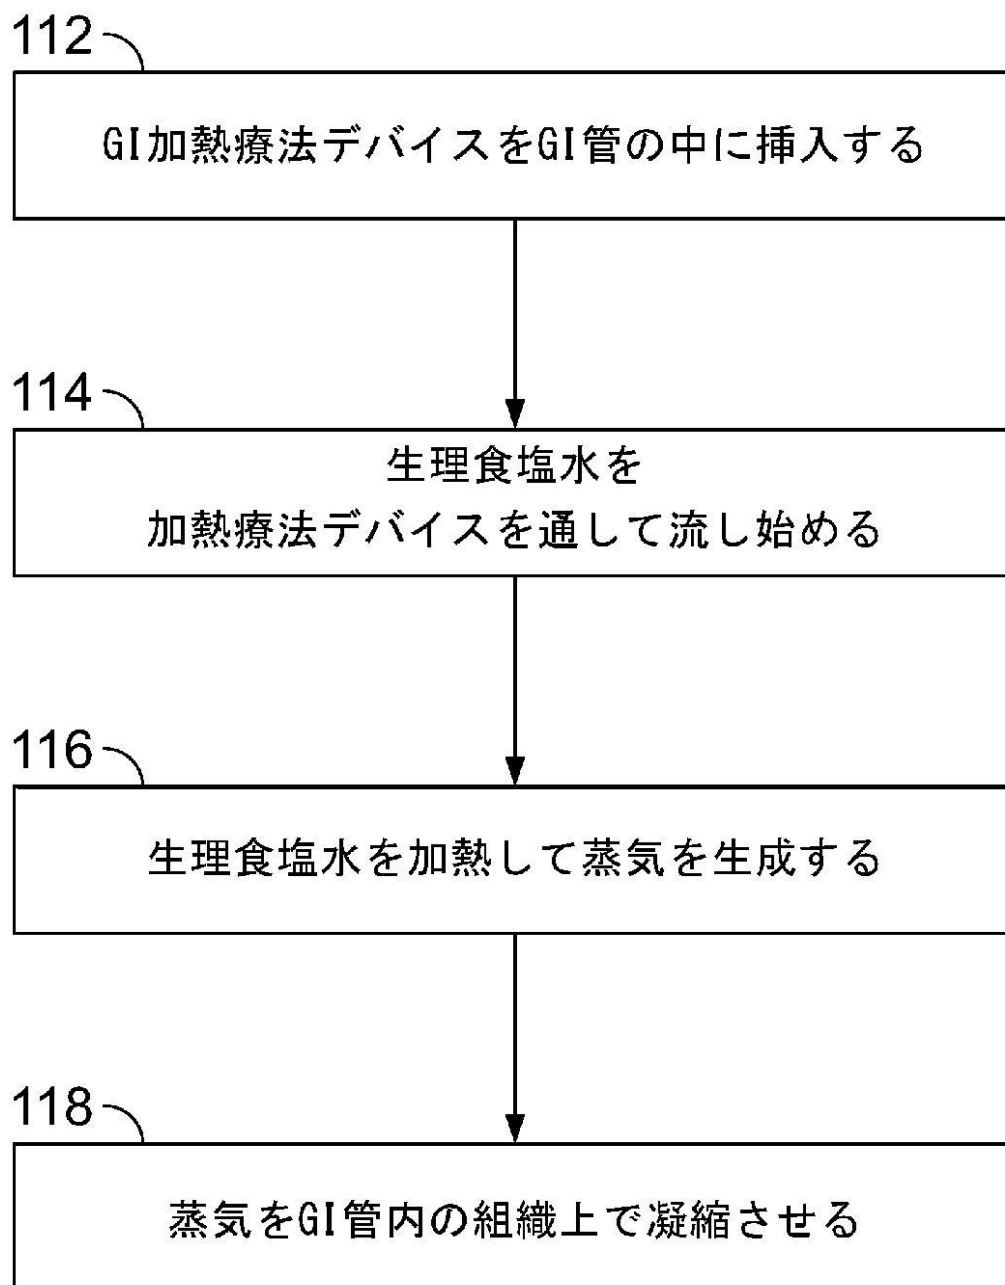 112
GI加熱療法デバイスをGI管の中に挿入する
114
生理食塩水を
加熱療法デバイスを通して流し始める
116
生理食塩水を加熱して蒸気を生成する
118
蒸気をGI管内の組織上で凝縮させる